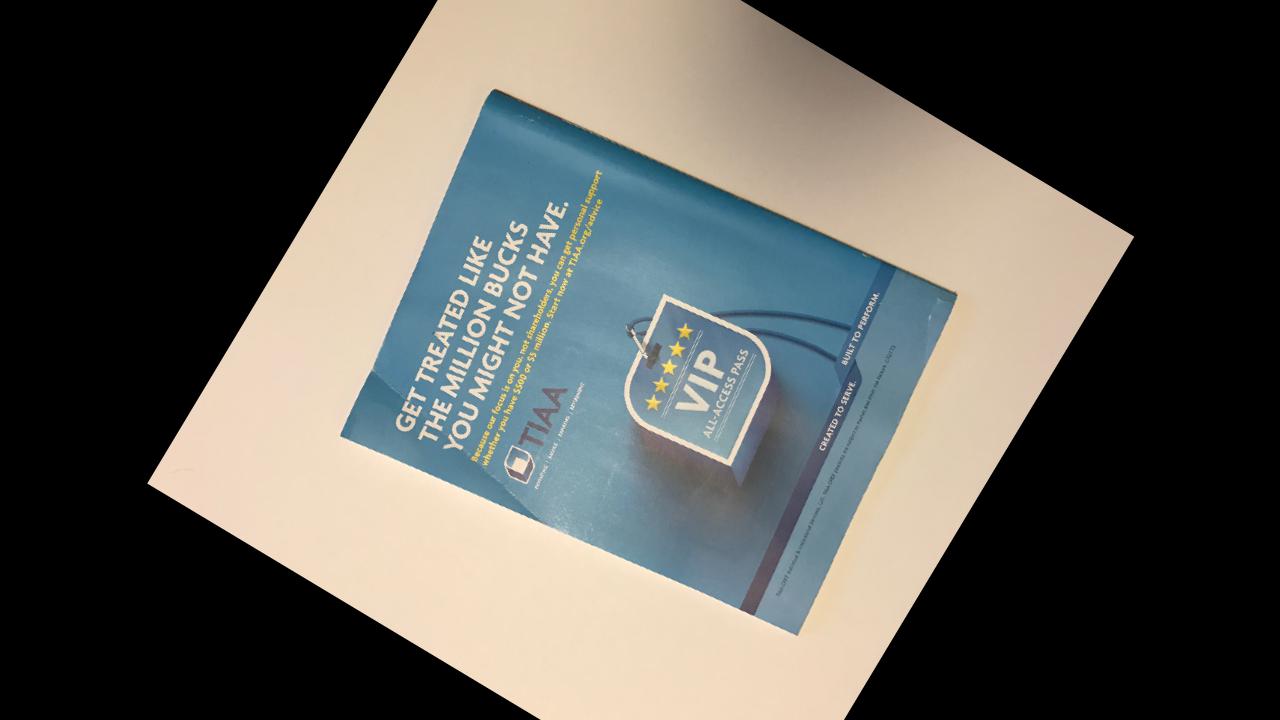 GET TREATED LIKE
THE MILLION BUCKS
YOU MIGHT NOT HAVE.
Because our focus is on you, not shareholders, you can get personal support
whether you have $500 or $5 million. Start now at TIAA.org/advice
TIAA
VIP
ALL-ACCESS PASS
CREATED TO SERVE. BUILT TO PERFORM.